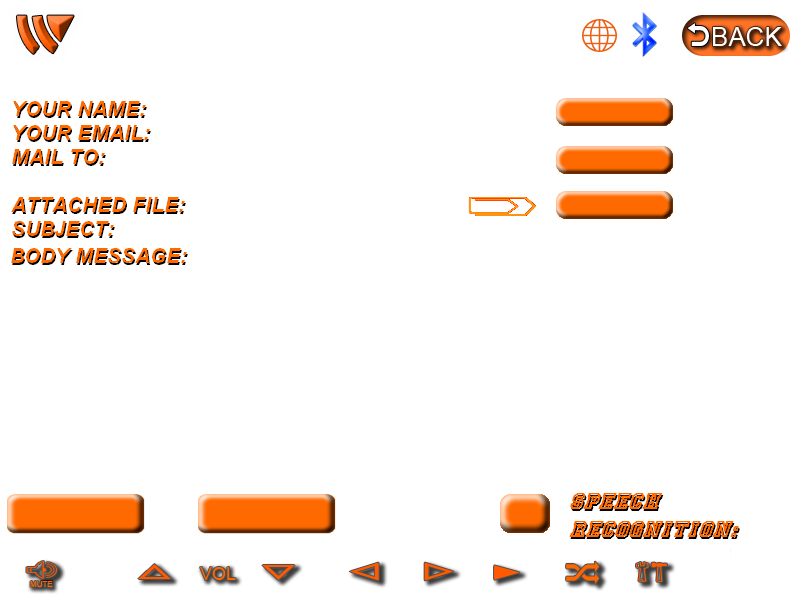 BACK
YOUR NAME:
YOUR EMAIL:
MAIL TO:
ATTACHED FILE:
SUBJECT:
BODY MESSAGE:
SPEECH
RECOGNITION:
MUTE
VOL